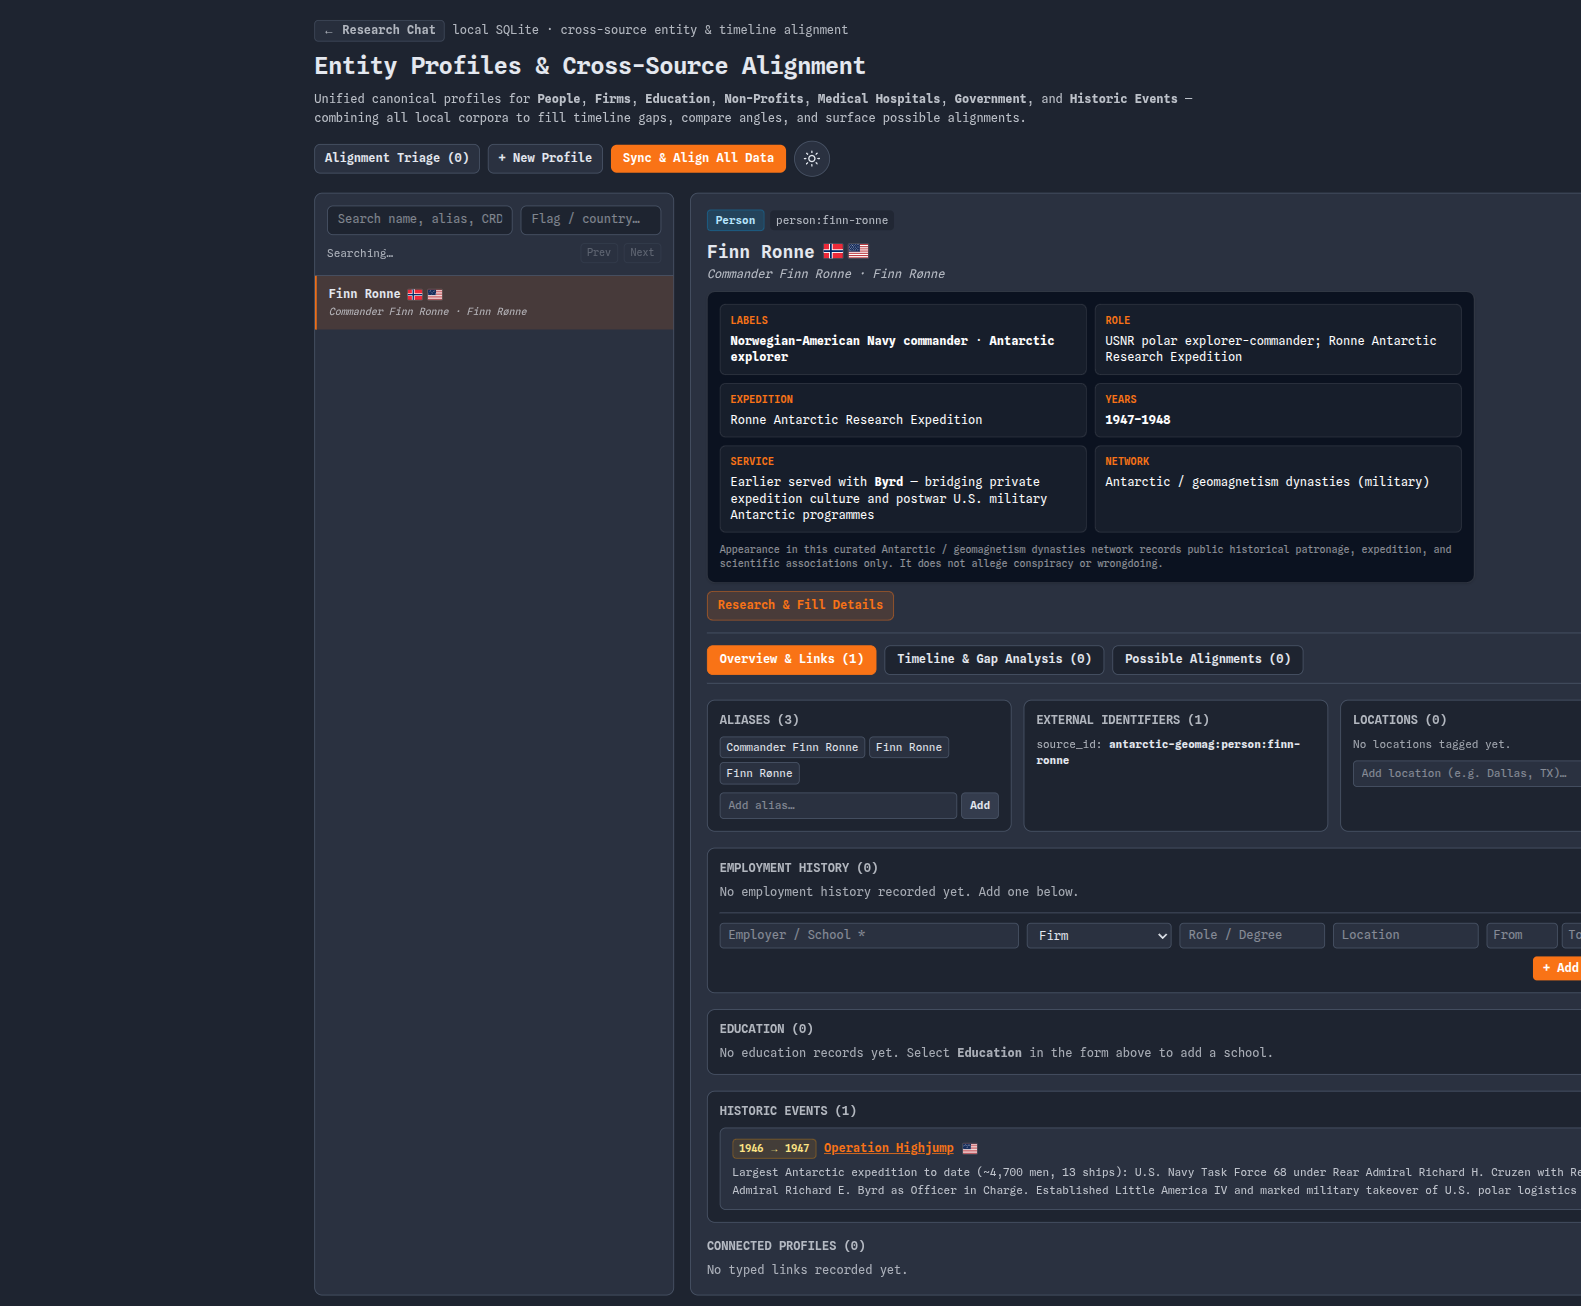 ← Research Chat local SQLite · cross-source entity & timeline alignment
Entity Profiles & Cross-Source Alignment
Unified canonical profiles for People, Firms, Education, Non-Profits, Medical Hospitals, Government, and Historic Events —
combining all local corpora to fill timeline gaps, compare angles, and surface possible alignments.
Alignment Triage (0) + New Profile Sync & Align All Data
Search name, alias, CRD Flag / country…
Searching… Prev Next
Finn Ronne
Commander Finn Ronne · Finn Rønne
Person person:finn-ronne
Finn Ronne
Commander Finn Ronne · Finn Rønne
LABELS
Norwegian-American Navy commander · Antarctic
explorer
ROLE
USNR polar explorer-commander; Ronne Antarctic
Research Expedition
EXPEDITION
Ronne Antarctic Research Expedition
YEARS
1947–1948
SERVICE
Earlier served with Byrd — bridging private
expedition culture and postwar U.S. military
Antarctic programmes
NETWORK
Antarctic / geomagnetism dynasties (military)
Appearance in this curated Antarctic / geomagnetism dynasties network records public historical patronage, expedition, and
scientific associations only. It does not allege conspiracy or wrongdoing.
Research & Fill Details
Overview & Links (1) Timeline & Gap Analysis (0) Possible Alignments (0)
ALIASES (3)
Commander Finn Ronne Finn Ronne
Finn Rønne
Add alias… Add
EXTERNAL IDENTIFIERS (1)
source_id: antarctic-geomag:person:finn-
ronne
LOCATIONS (0)
No locations tagged yet.
Add location (e.g. Dallas, TX)…
EMPLOYMENT HISTORY (0)
No employment history recorded yet. Add one below.
Employer / School * Firm Role / Degree Location From To
+ Add
EDUCATION (0)
No education records yet. Select Education in the form above to add a school.
HISTORIC EVENTS (1)
1946 → 1947 Operation Highjump
Largest Antarctic expedition to date (~4,700 men, 13 ships): U.S. Navy Task Force 68 under Rear Admiral Richard H. Cruzen with Re
Admiral Richard E. Byrd as Officer in Charge. Established Little America IV and marked military takeover of U.S. polar logistics
CONNECTED PROFILES (0)
No typed links recorded yet.